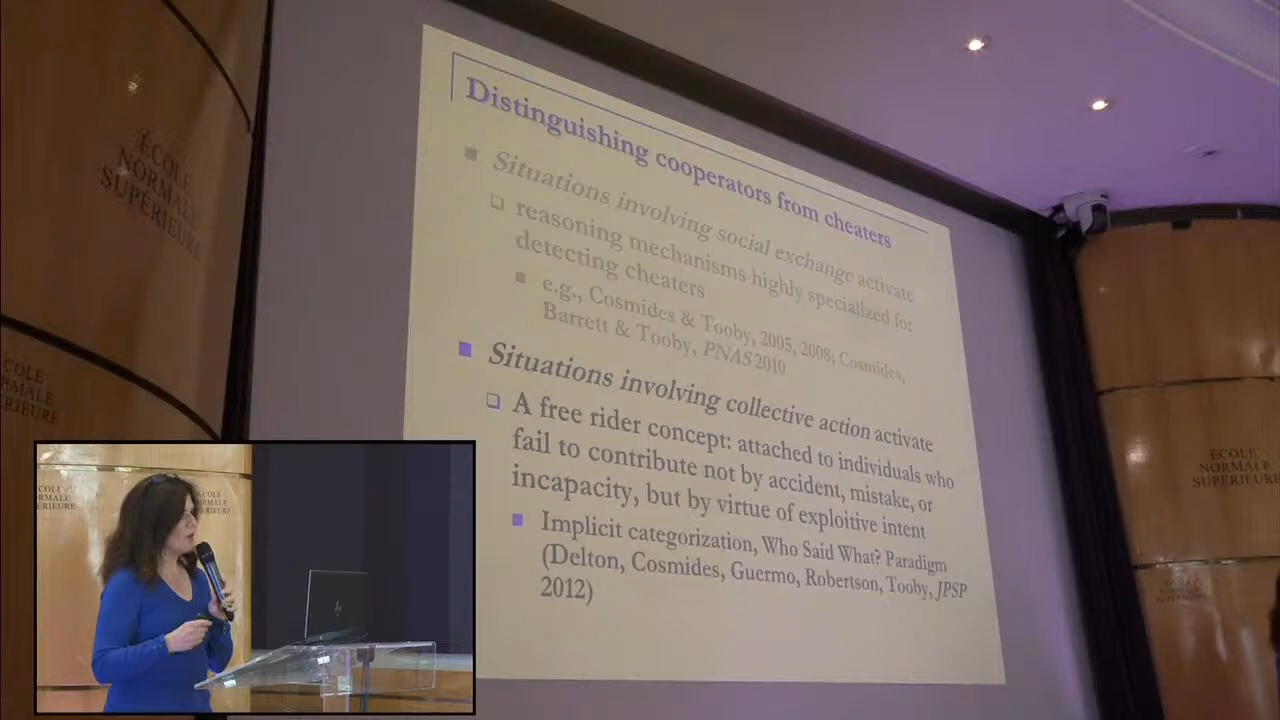 ÉCOLE
NORMALE
SUPÉRIEURE
Distinguishing cooperators from cheaters
Situations involving social exchange activate
reasoning mechanisms highly specialized for
detecting cheaters
e.g., Cosmides & Tooby, 2005, 2008; Cosmides,
Barrett & Tooby, PNAS 2010
Situations involving collective action activate
A free rider concept: attached to individuals who
fail to contribute not by accident, mistake, or
incapacity, but by virtue of exploitive intent
Implicit categorization, Who Said What? Paradigm
(Delton, Cosmides, Guermo, Robertson, Tooby, JPSP
2012)
ÉCOLE
NORMALE
SUPÉRIEURE
hp